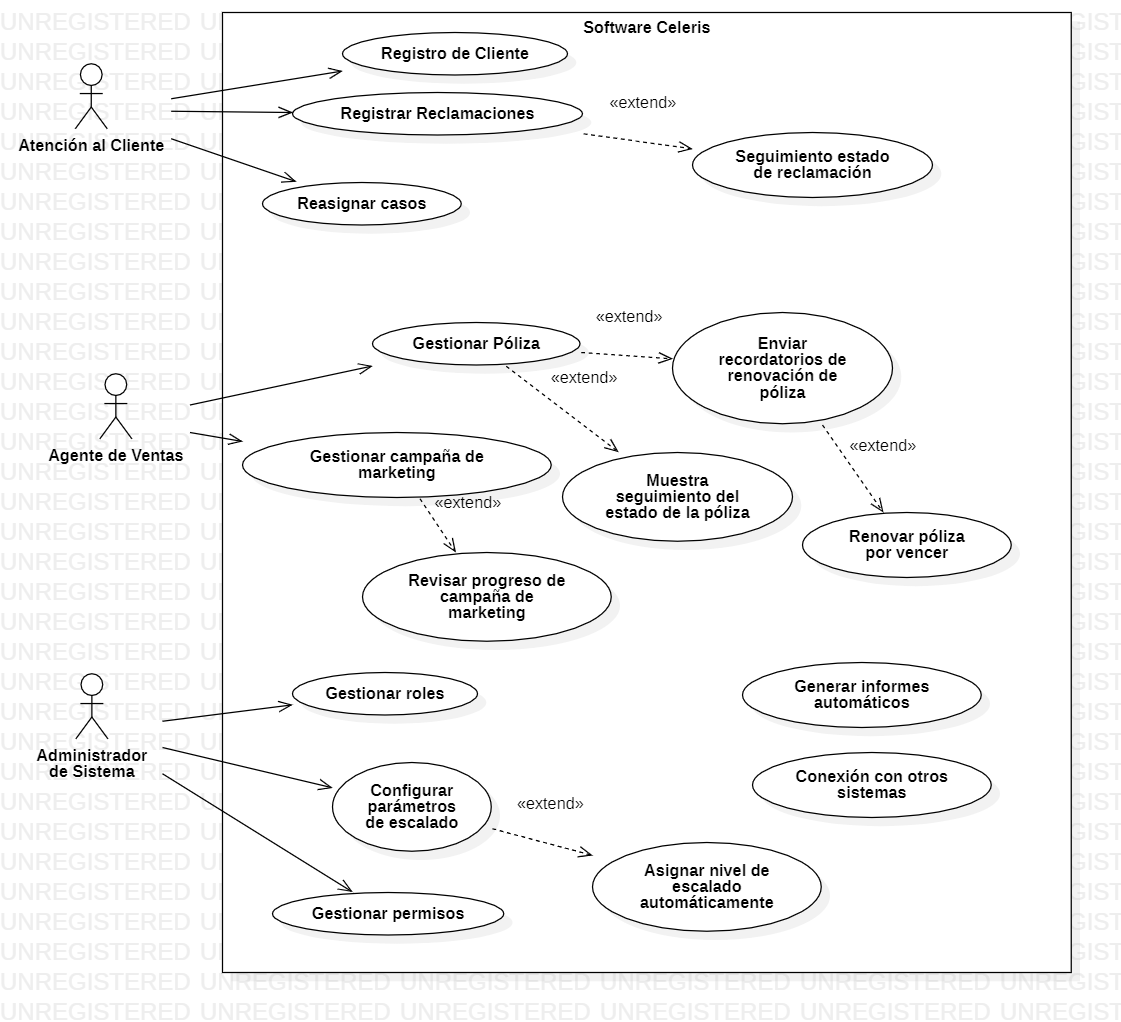 Software Celeris
Registro de Cliente
Registrar Reclamaciones
«extend»
Atención al Cliente
Seguimiento estado
de reclamación
Reasignar casos
«extend»
Gestionar Póliza
Enviar
recordatorios de
renovación de
póliza
«extend»
Agente de Ventas
Gestionar campaña de
marketing
«extend»
«extend»
Muestra
seguimiento del
estado de la póliza
Renovar póliza
por vencer
Revisar progreso de
campaña de
marketing
Gestionar roles
Generar informes
automáticos
Administrador
de Sistema
Configurar
parámetros
de escalado
Conexión con otros
sistemas
«extend»
Asignar nivel de
escalado
automáticamente
Gestionar permisos
UNREGISTERED UNREGISTERED UNREGISTERED UNREGISTERED UNREGISTERED UNREGIST